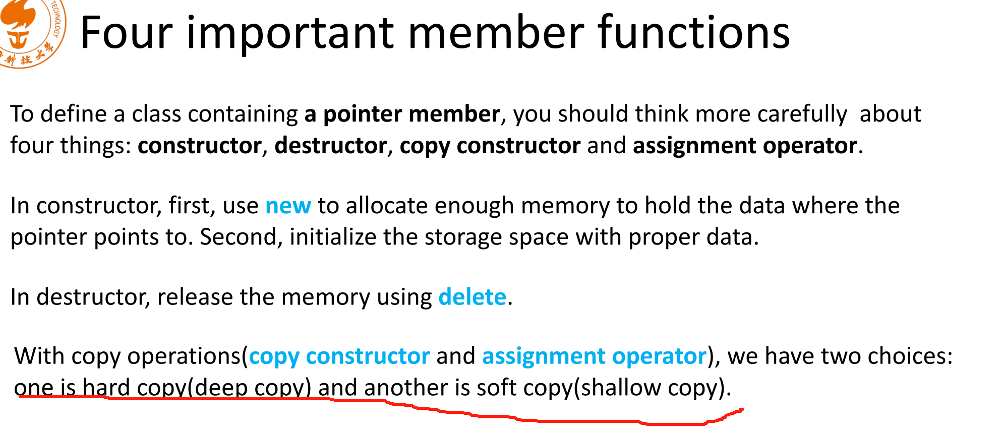 TECHNOLOGY
科技大学
Four important member functions
To define a class containing a pointer member, you should think more carefully about
four things: constructor, destructor, copy constructor and assignment operator.
In constructor, first, use new to allocate enough memory to hold the data where the
pointer points to. Second, initialize the storage space with proper data.
In destructor, release the memory using delete.
With copy operations(copy constructor and assignment operator), we have two choices:
one is hard copy(deep copy) and another is soft copy(shallow copy).